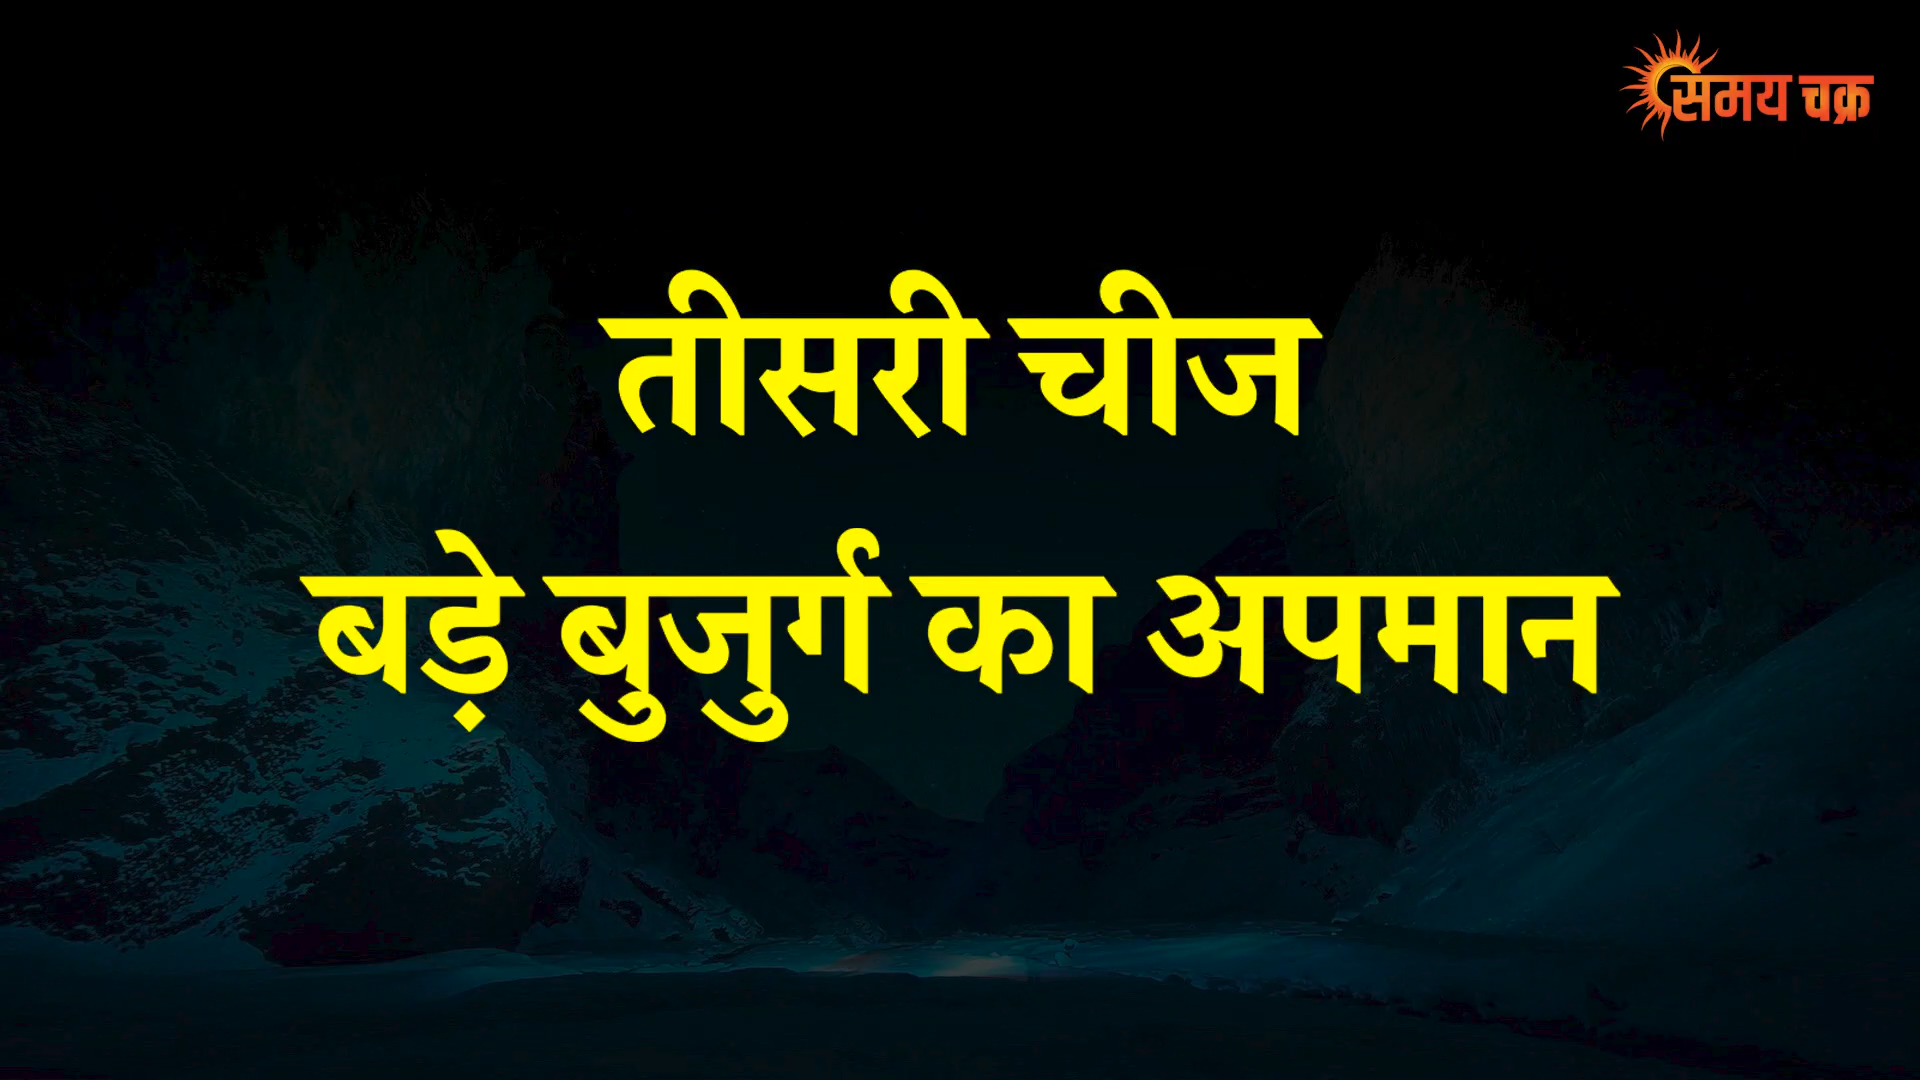 समय चक्र
तीसरी चीज
बड़े बुजुर्ग का अपमान